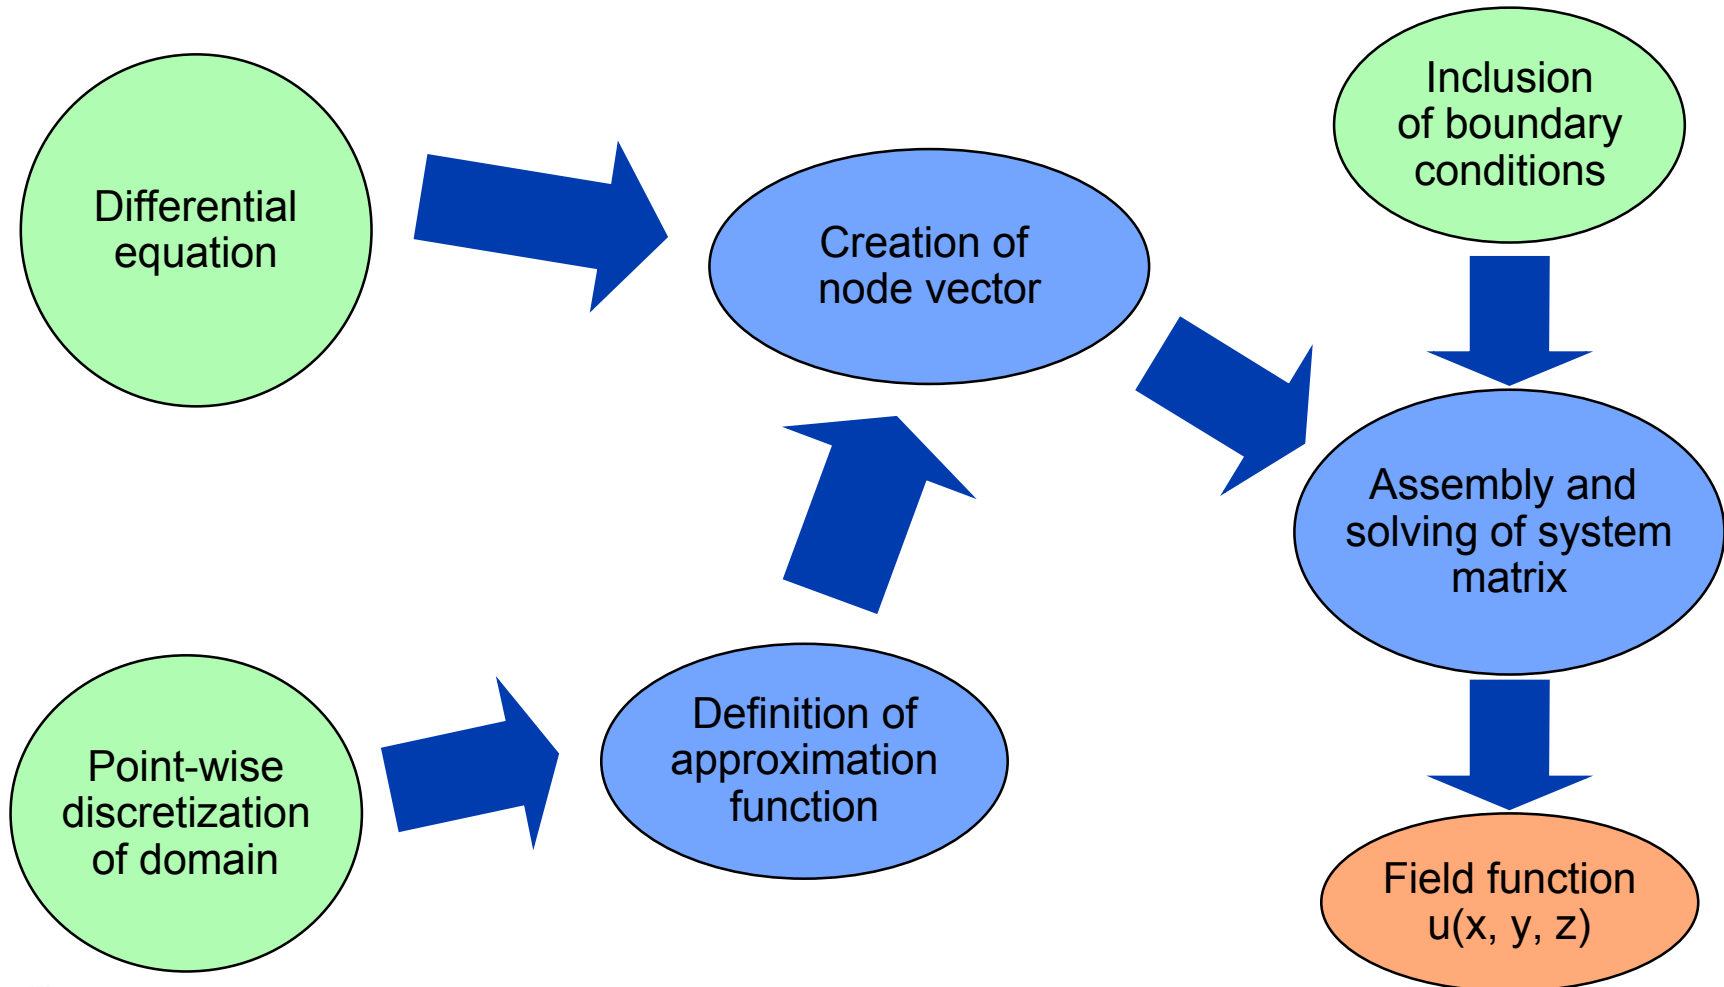 Differential
equation
Creation of
node vector
Inclusion
of boundary
conditions
Point-wise
discretization
of domain
Definition of
approximation
function
Assembly and
solving of system
matrix
Field function
u(x, y, z)